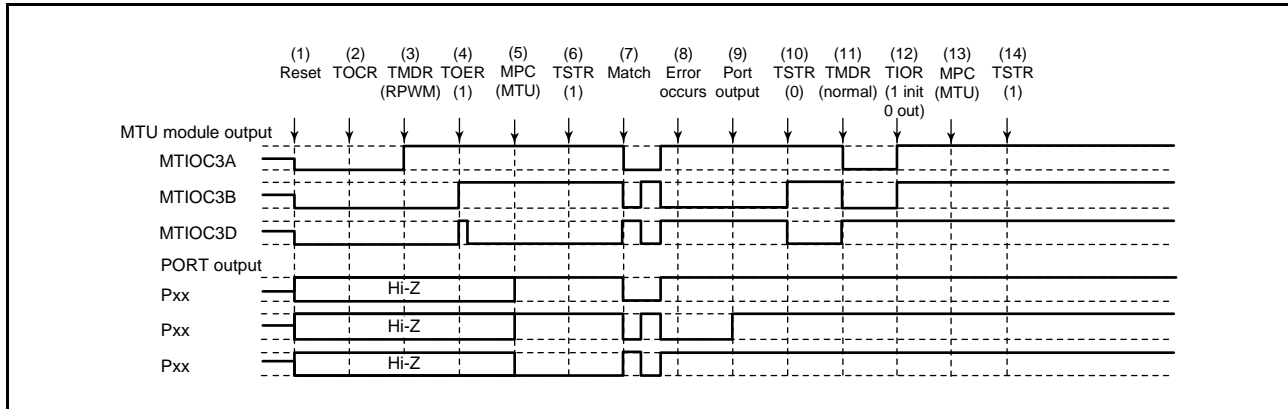 (1) (2) (3) (4) (5) (6) (7) (8) (9) (10) (11) (12) (13) (14)
Reset TOCR TMDR TOER MPC TSTR Match Error Port TSTR TMDR TIOR MPC TSTR
(RPWM) (1) (MTU) (1) occurs output (0) (normal) (1 init (MTU) (1)
0 out)
MTU module output
MTIOC3A
MTIOC3B
MTIOC3D
PORT output
Pxx Hi-Z
Pxx Hi-Z
Pxx Hi-Z